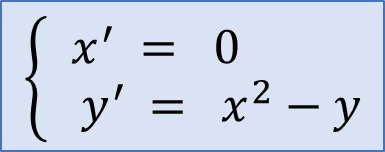 x′ = 0
y′ = x² − y